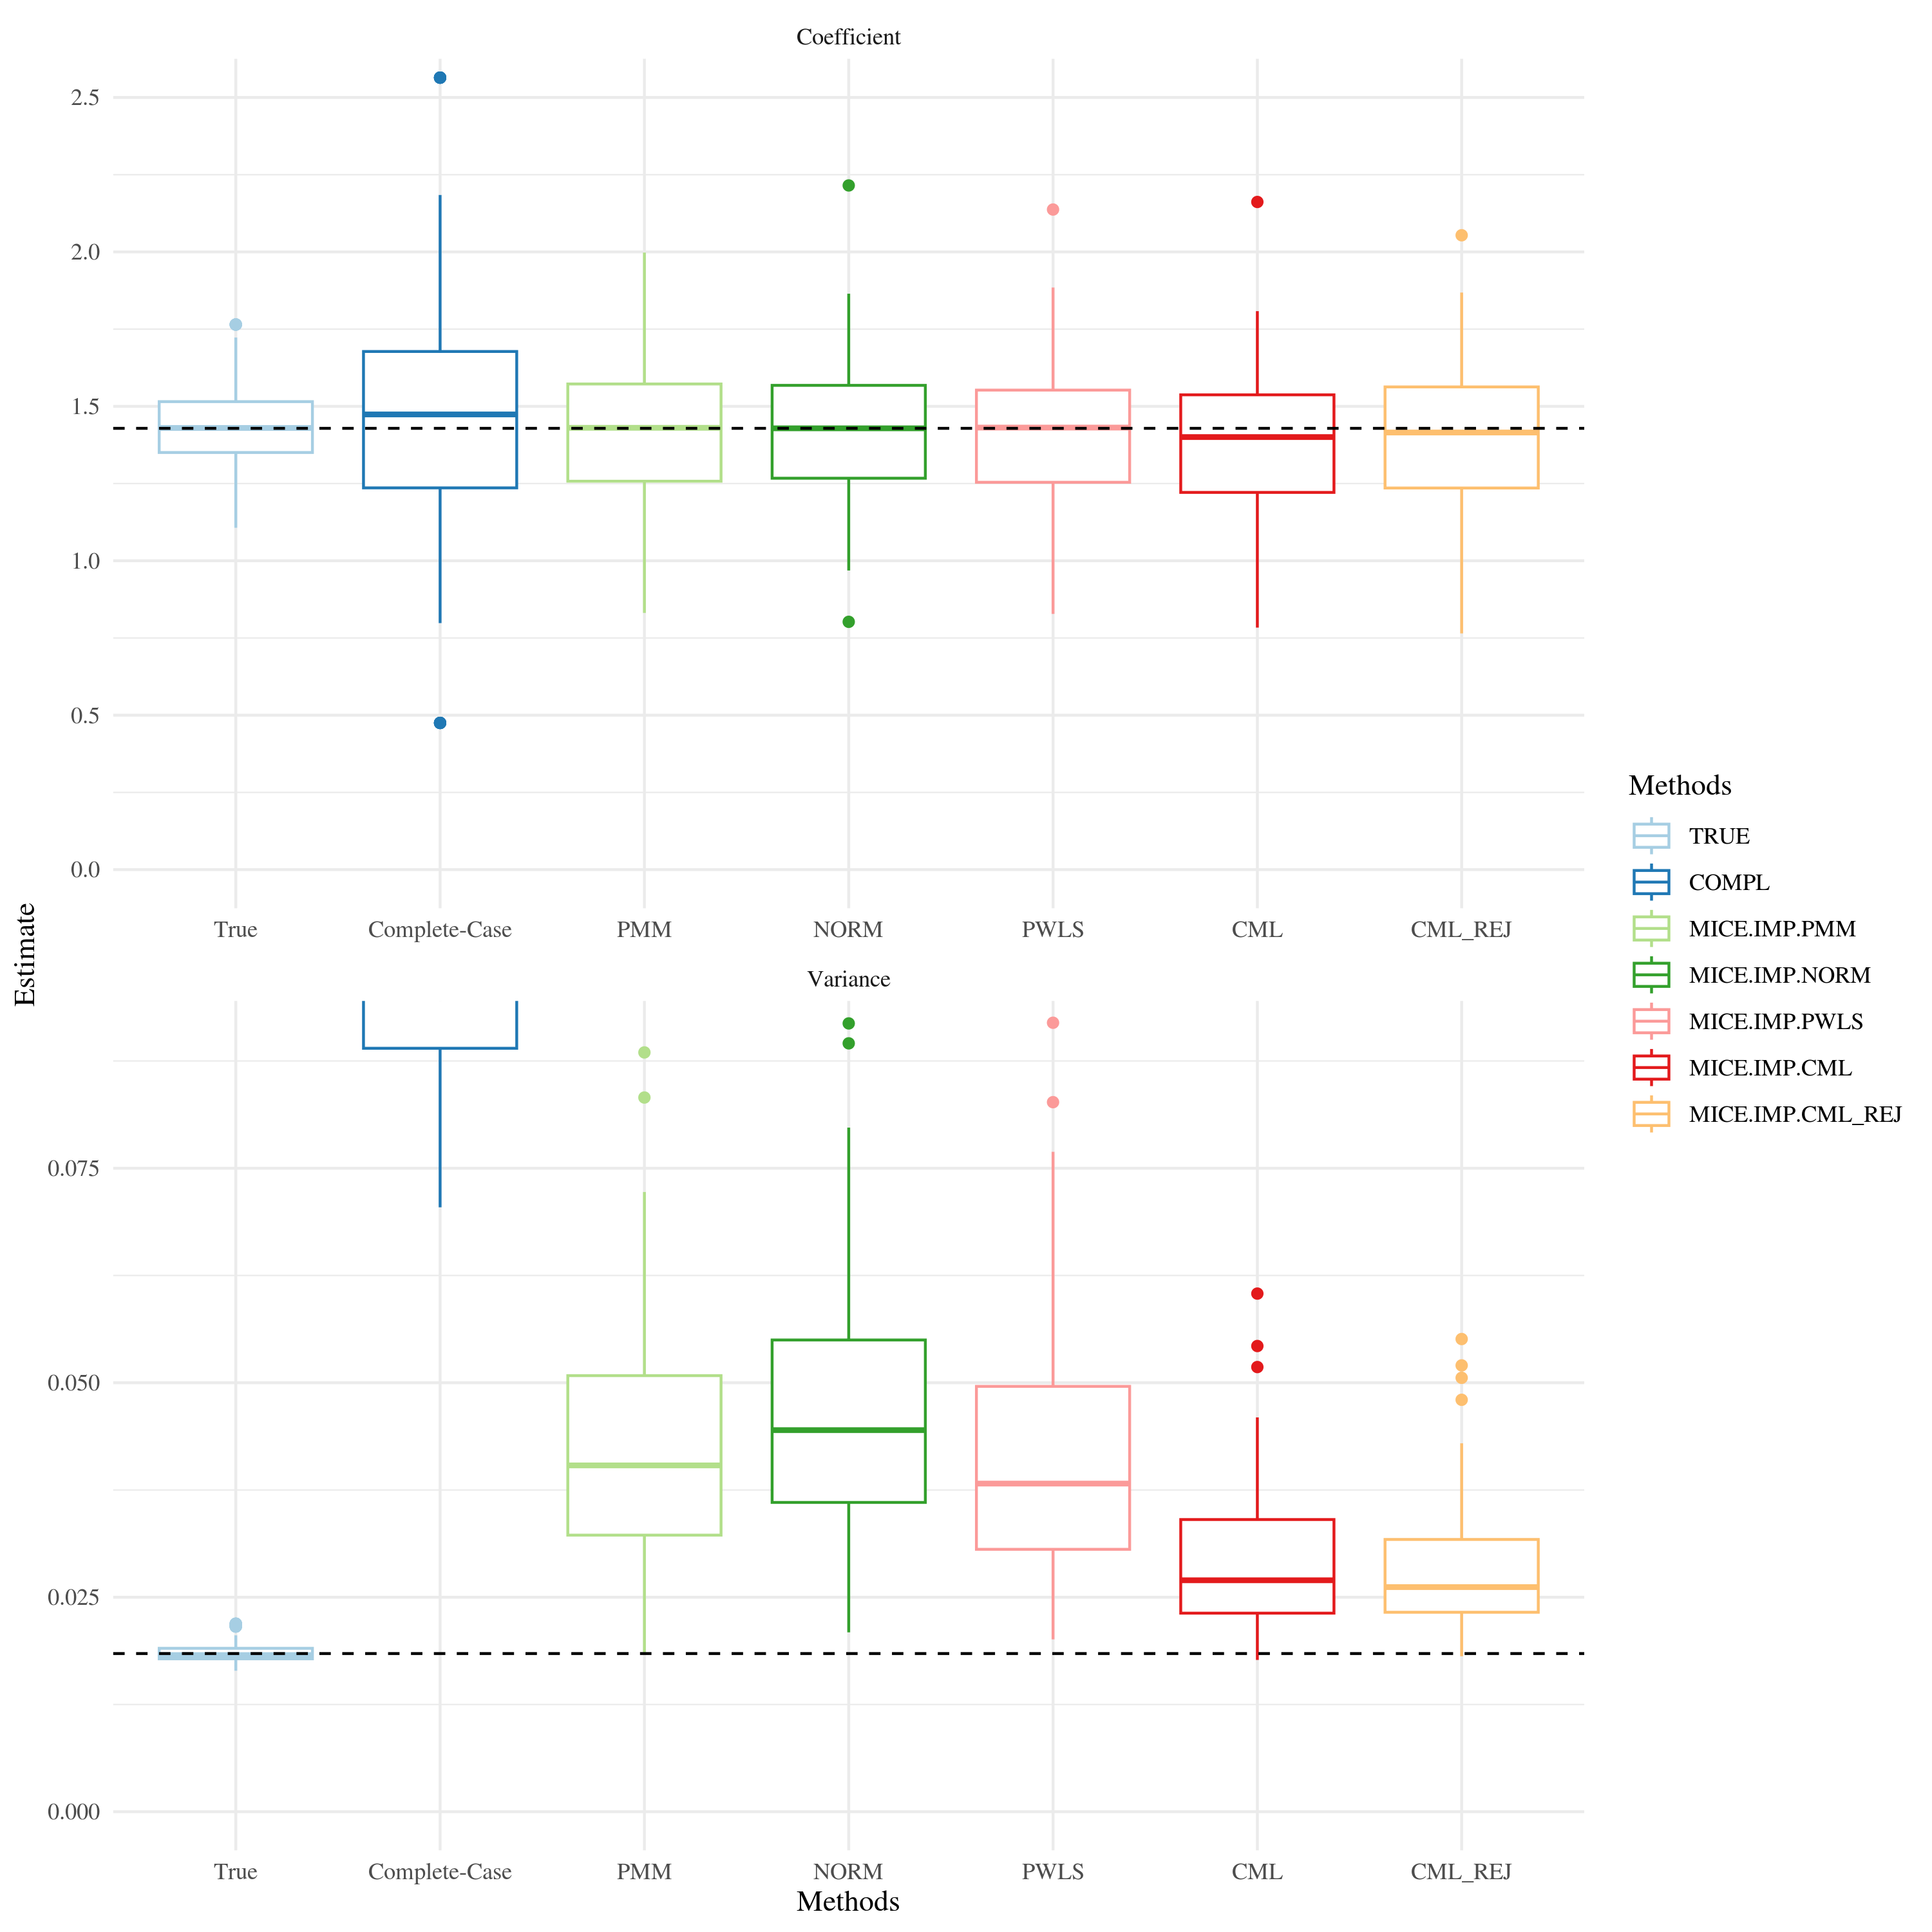 Coefficient
2.5
2.0
1.5
1.0
0.5
0.0
True Complete-Case PMM NORM PWLS CML CML_REJ
Estimate
Variance
0.075
0.050
0.025
0.000
True Complete-Case PMM NORM PWLS CML CML_REJ
Methods
Methods
TRUE
COMPL
MICE.IMP.PMM
MICE.IMP.NORM
MICE.IMP.PWLS
MICE.IMP.CML
MICE.IMP.CML_REJ